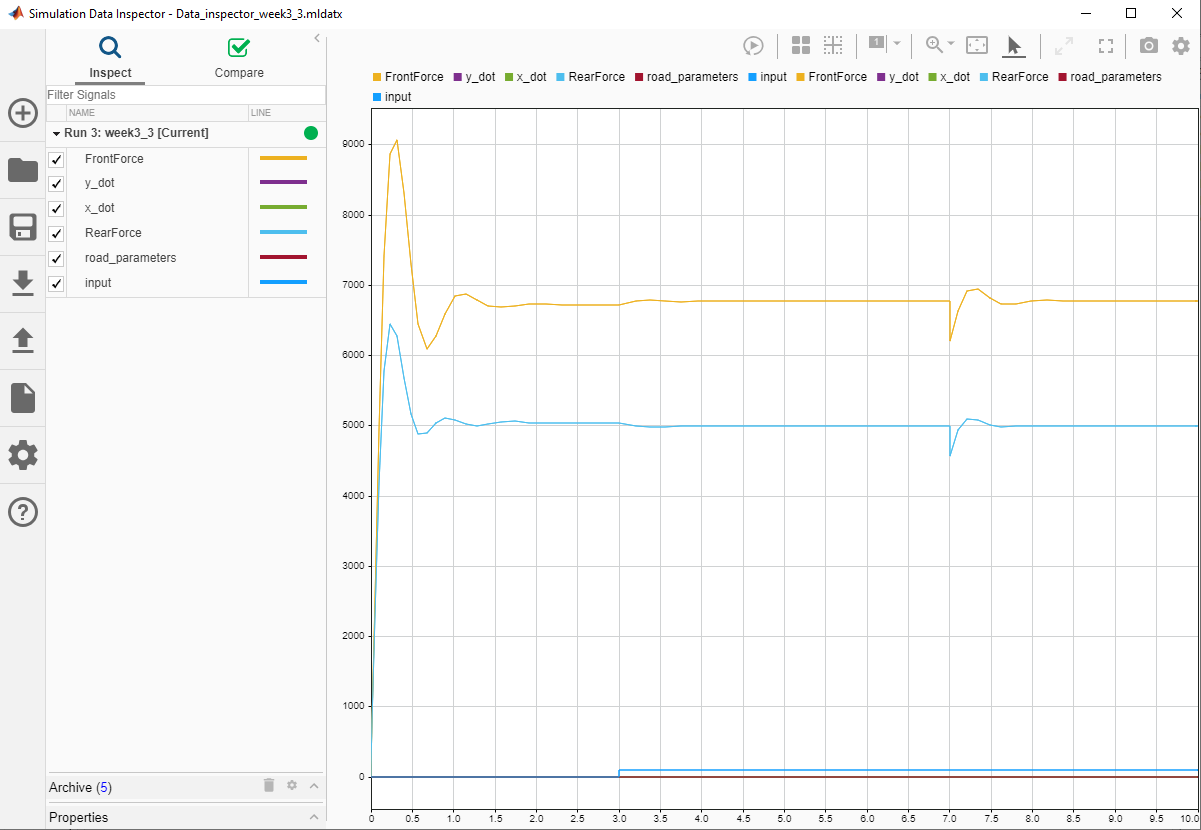 Simulation Data Inspector - Data_inspector_week3_3.mldatx
Inspect
Compare
Filter Signals
NAME
LINE
Run 3: week3_3 [Current]
FrontForce
y_dot
x_dot
RearForce
road_parameters
input
Archive (5)
Properties
1
FrontForce y_dot x_dot RearForce road_parameters input FrontForce y_dot x_dot RearForce road_parameters
input
9000
8000
7000
6000
5000
4000
3000
2000
1000
0
0 0.5 1.0 1.5 2.0 2.5 3.0 3.5 4.0 4.5 5.0 5.5 6.0 6.5 7.0 7.5 8.0 8.5 9.0 9.5 10.0